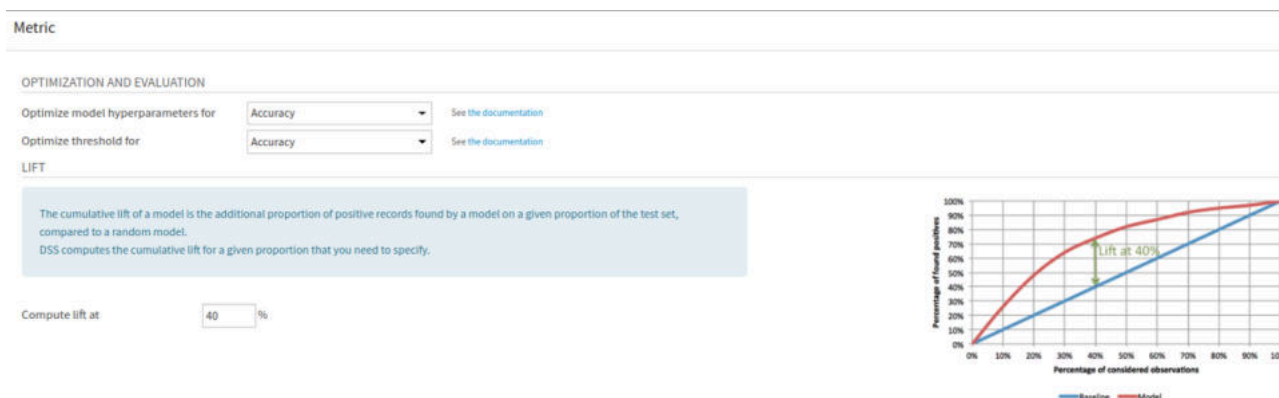 Metric
OPTIMIZATION AND EVALUATION
Optimize model hyperparameters for Accuracy See the documentation
Optimize threshold for Accuracy See the documentation
LIFT
The cumulative lift of a model is the additional proportion of positive records found by a model on a given proportion of the test set,
compared to a random model.
DSS computes the cumulative lift for a given proportion that you need to specify.
Compute lift at 40 %
Percentage of found positives
100%
90%
80%
70%
60%
50%
40%
30%
20%
10%
0%
Lift at 40%
0% 10% 20% 30% 40% 50% 60% 70% 80% 90% 10
Percentage of considered observations
Baseline Model